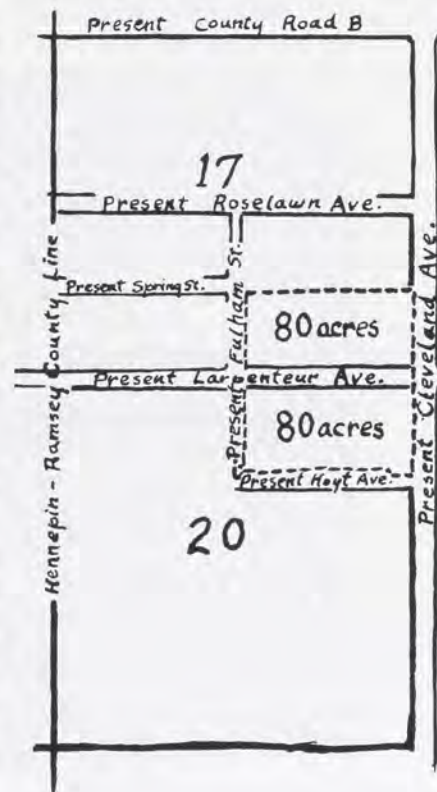 Present County Road B
17
Present Roselawn Ave.
Present Spring St.
Present Fulham St.
80 acres
Present Larpenteur Ave.
80 acres
Present Hoyt Ave.
20
Hennepin-Ramsey County Line
Present Cleveland Ave.